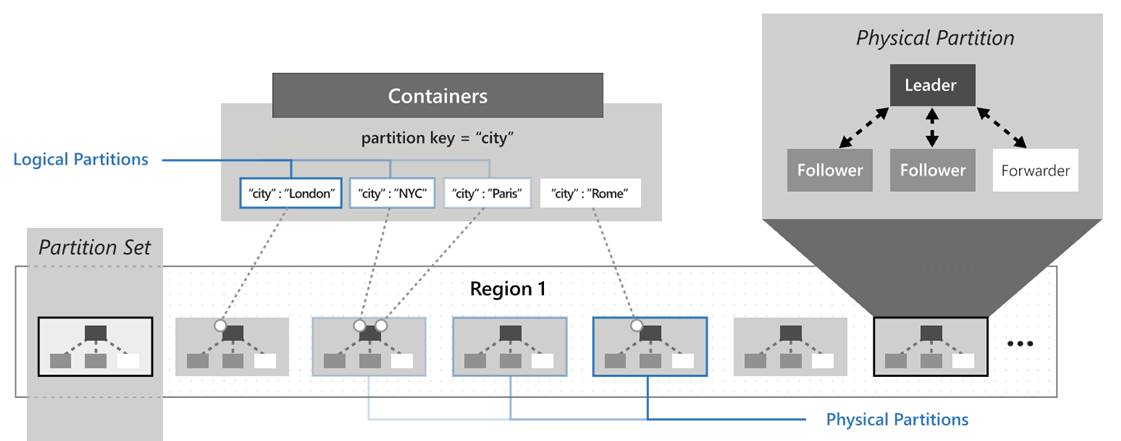 Physical Partition
Leader
Follower
Follower
Forwarder
Containers
partition key = “city”
Logical Partitions
“city” : ”London”
“city” : ”NYC”
“city” : ”Paris”
“city” : ”Rome”
Partition Set
Region 1
Physical Partitions